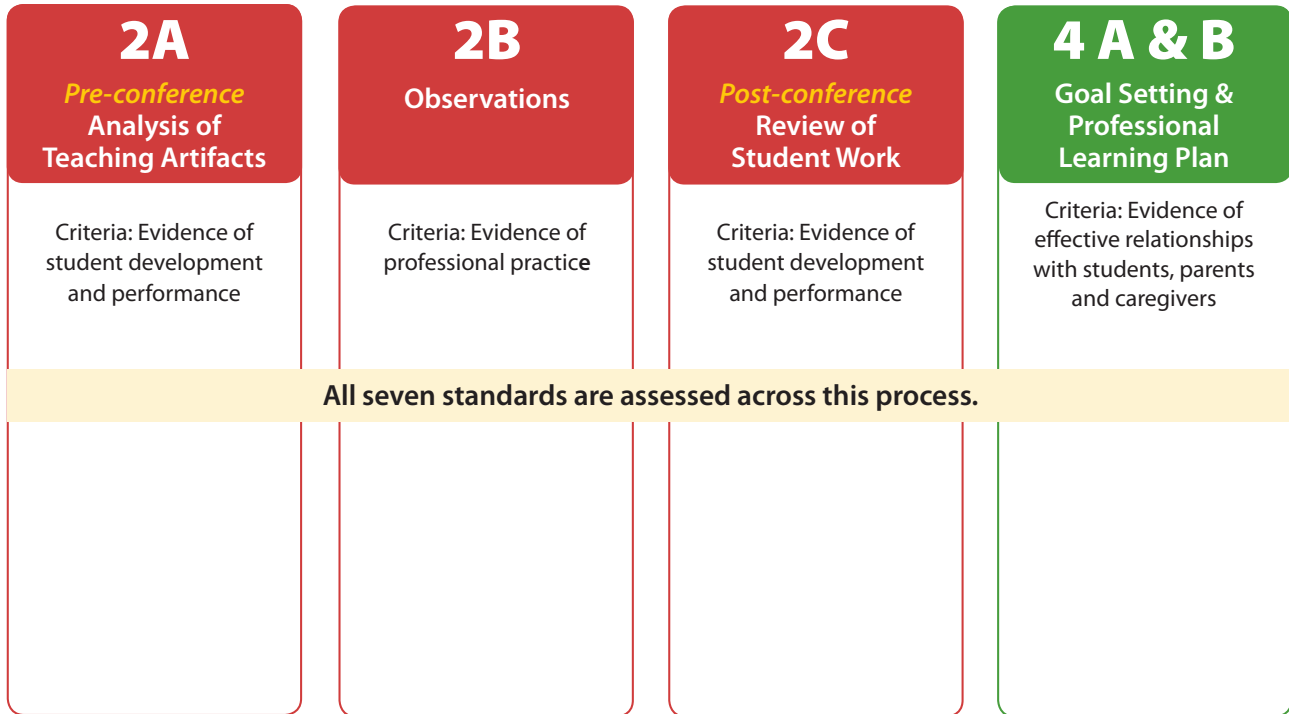 2A
Pre-conference
Analysis of
Teaching Artifacts
Criteria: Evidence of
student development
and performance
2B
Observations
Criteria: Evidence of
professional practice
2C
Post-conference
Review of
Student Work
Criteria: Evidence of
student development
and performance
4 A & B
Goal Setting &
Professional
Learning Plan
Criteria: Evidence of
effective relationships
with students, parents
and caregivers
All seven standards are assessed across this process.